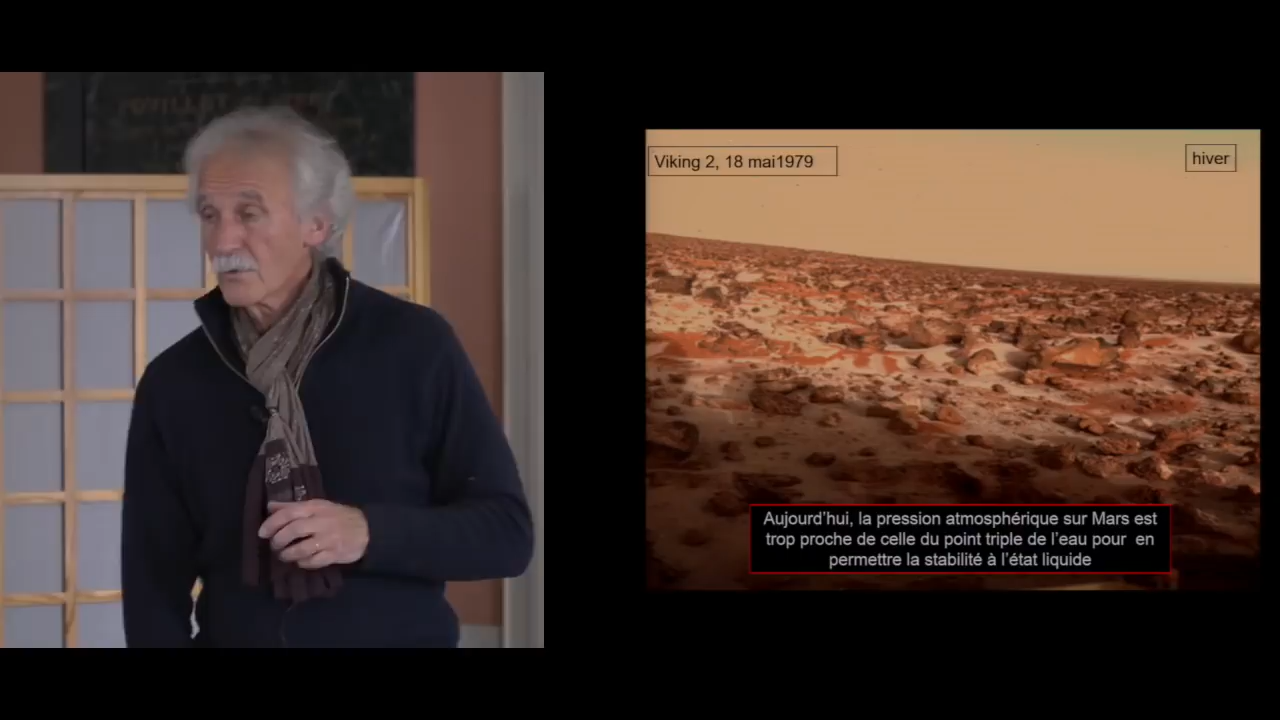 Viking 2, 18 mai1979
hiver
Aujourd'hui, la pression atmosphérique sur Mars est
trop proche de celle du point triple de l'eau pour en
permettre la stabilité à l'état liquide